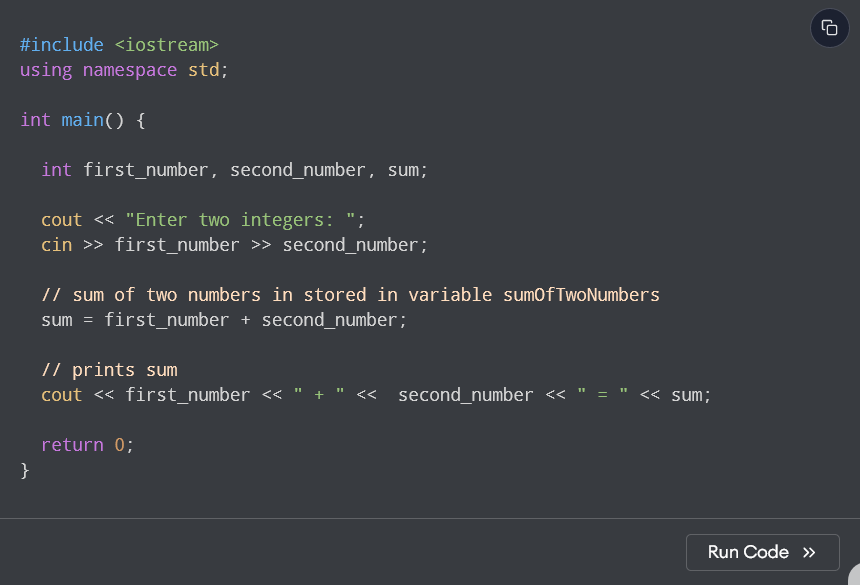 #include <iostream>
using namespace std;
int main() {
int first_number, second_number, sum;
cout << "Enter two integers: ";
cin >> first_number >> second_number;
// sum of two numbers in stored in variable sumOfTwoNumbers
sum = first_number + second_number;
// prints sum
cout << first_number << " + " <<  second_number << " = " << sum;
return 0;
}
Run Code »